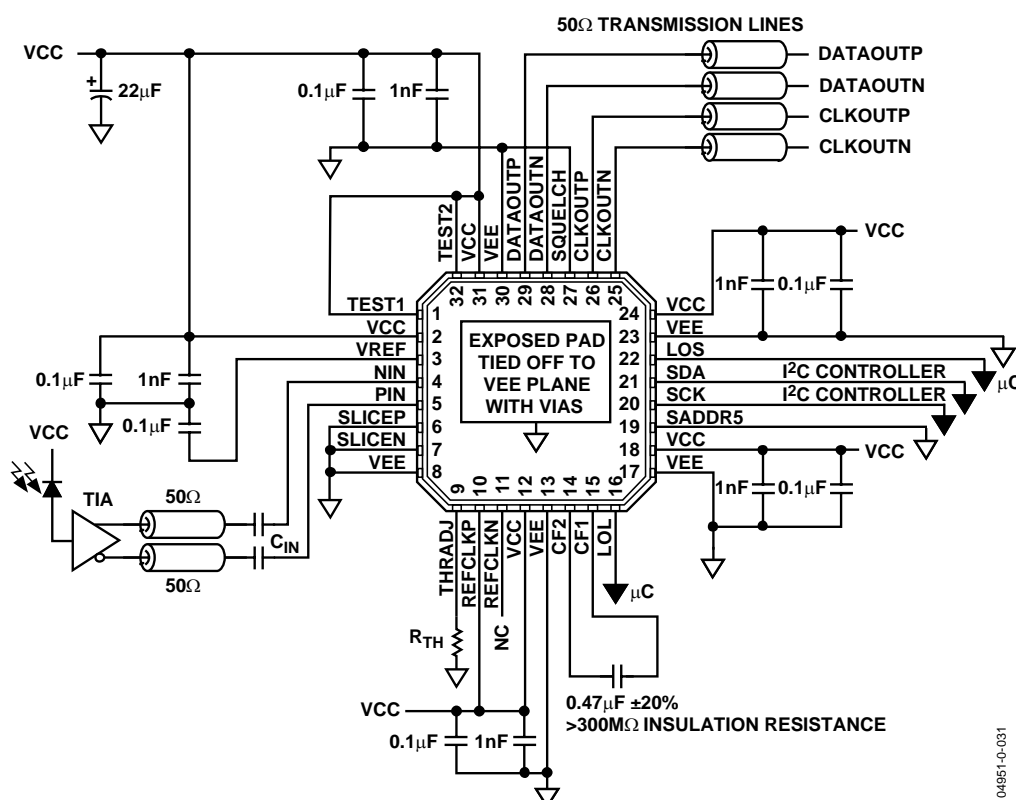 50Ω TRANSMISSION LINES
VCC
DATAOUTP
DATAOUTN
CLKOUTP
CLKOUTN
+
22µF
0.1µF
1nF
TEST2
VCC
VEE
DATAOUTP
DATAOUTN
SQUELCH
CLKOUTP
CLKOUTN
32
31
30
29
28
27
26
25
TEST1
VCC
VREF
NIN
PIN
SLICEP
SLICEN
VEE
1
2
3
4
5
6
7
8
EXPOSED PAD
TIED OFF TO
VEE PLANE
WITH VIAS
24
23
22
21
20
19
18
17
VCC
VEE
LOS
SDA
SCK
SADDR5
VCC
VEE
VCC
1nF
0.1µF
µC
I2C CONTROLLER
I2C CONTROLLER
VCC
1nF
0.1µF
0.1µF
1nF
0.1µF
VCC
TIA
50Ω
CIN
50Ω
9
10
11
12
13
14
15
16
THRADJ
REFCLKP
REFCLKN
VCC
VEE
CF2
CF1
LOL
µC
RTH
NC
VCC
0.1µF
1nF
0.47µF ±20%
>300MΩ INSULATION RESISTANCE
04951-0-031